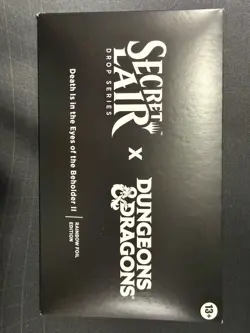 SECRET
LAIR
DROP SERIES
X
DUNGEONS
& DRAGONS
Death is in the Eyes of the Beholder II
RAINBOW FOIL
EDITION
13+